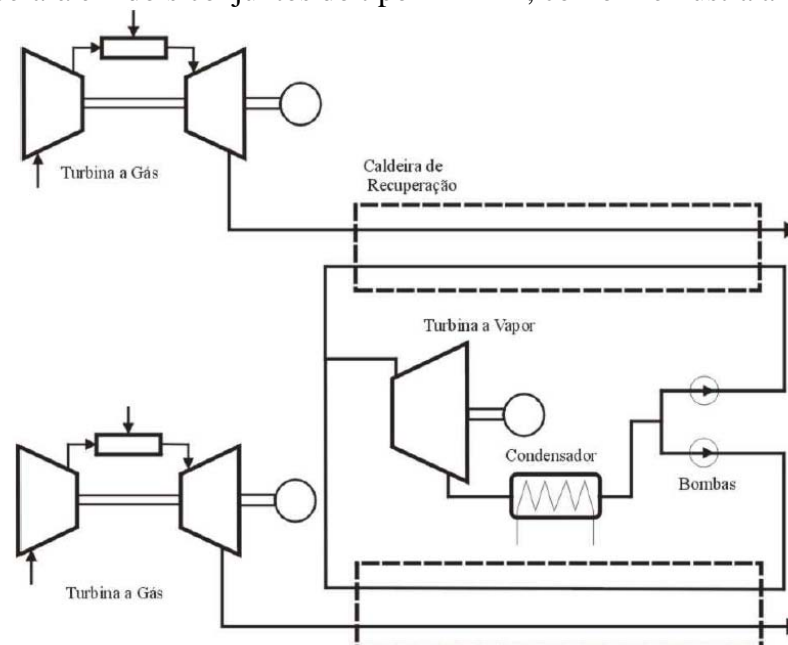 Turbina a Gás
Caldeira de
Recuperação
Turbina a Vapor
Condensador
Bombas
Turbina a Gás